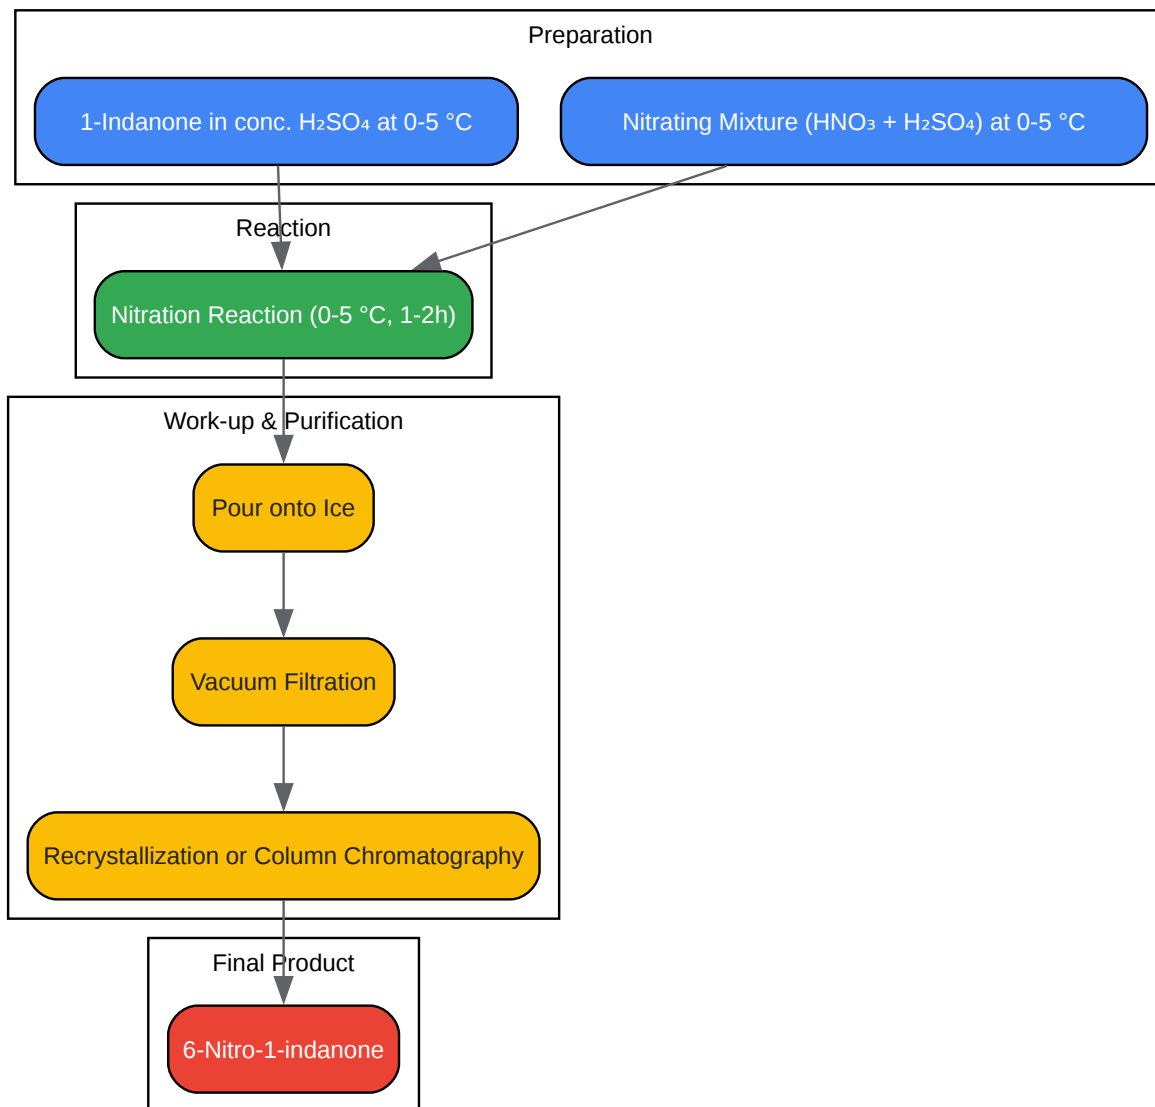 Preparation
1-Indanone in conc. H₂SO₄ at 0-5 °C
Nitrating Mixture (HNO₃ + H₂SO₄) at 0-5 °C
Reaction
Nitration Reaction (0-5 °C, 1-2h)
Work-up & Purification
Pour onto Ice
Vacuum Filtration
Recrystallization or Column Chromatography
Final Product
6-Nitro-1-indanone